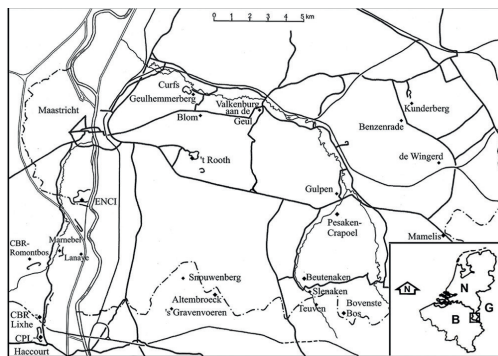 0 1 2 3 4 5 km
Curfs
Geulhemmerberg
Maastricht
Valkenburg
aan de
Geul
Blom
Kunderberg
Benzenrade
't Rooth
de Wingerd
ENCI
Gulpen
Pesaken-
Crapoel
CBR-
Romontbos
Marnebel
Lanaye
Mamelis
Snouwenberg
Beutenaken
Slenaken
Altembroeck
's Gravenvoeren
Teuven
Bovenste
Bos
CBR
Lixhe
CPL
Haccourt
N
N
B
G